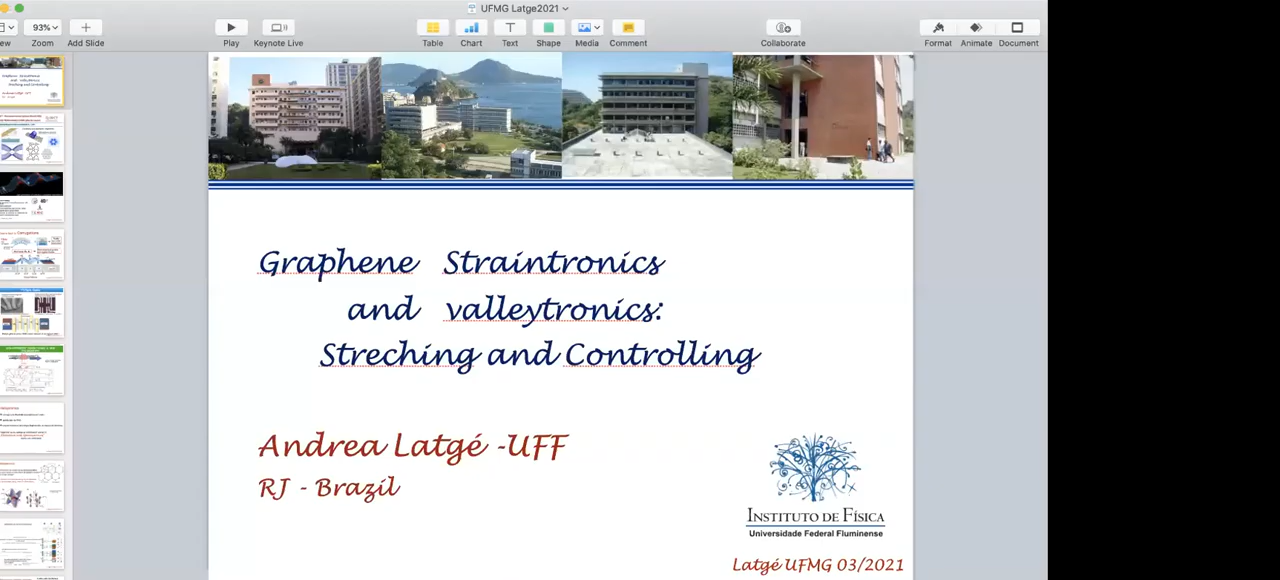 UFMG Latge2021
ew
93%
Zoom
Add Slide
Play
Keynote Live
Table
Chart
Text
Shape
Media
Comment
Collaborate
Format
Animate
Document
Graphene Straintronics
and valleytronics:
Streching and Controlling
Andrea Latgé -UFF
RJ - Brazil
INSTITUTO DE FÍSICA
Universidade Federal Fluminense
Latgé UFMG 03/2021